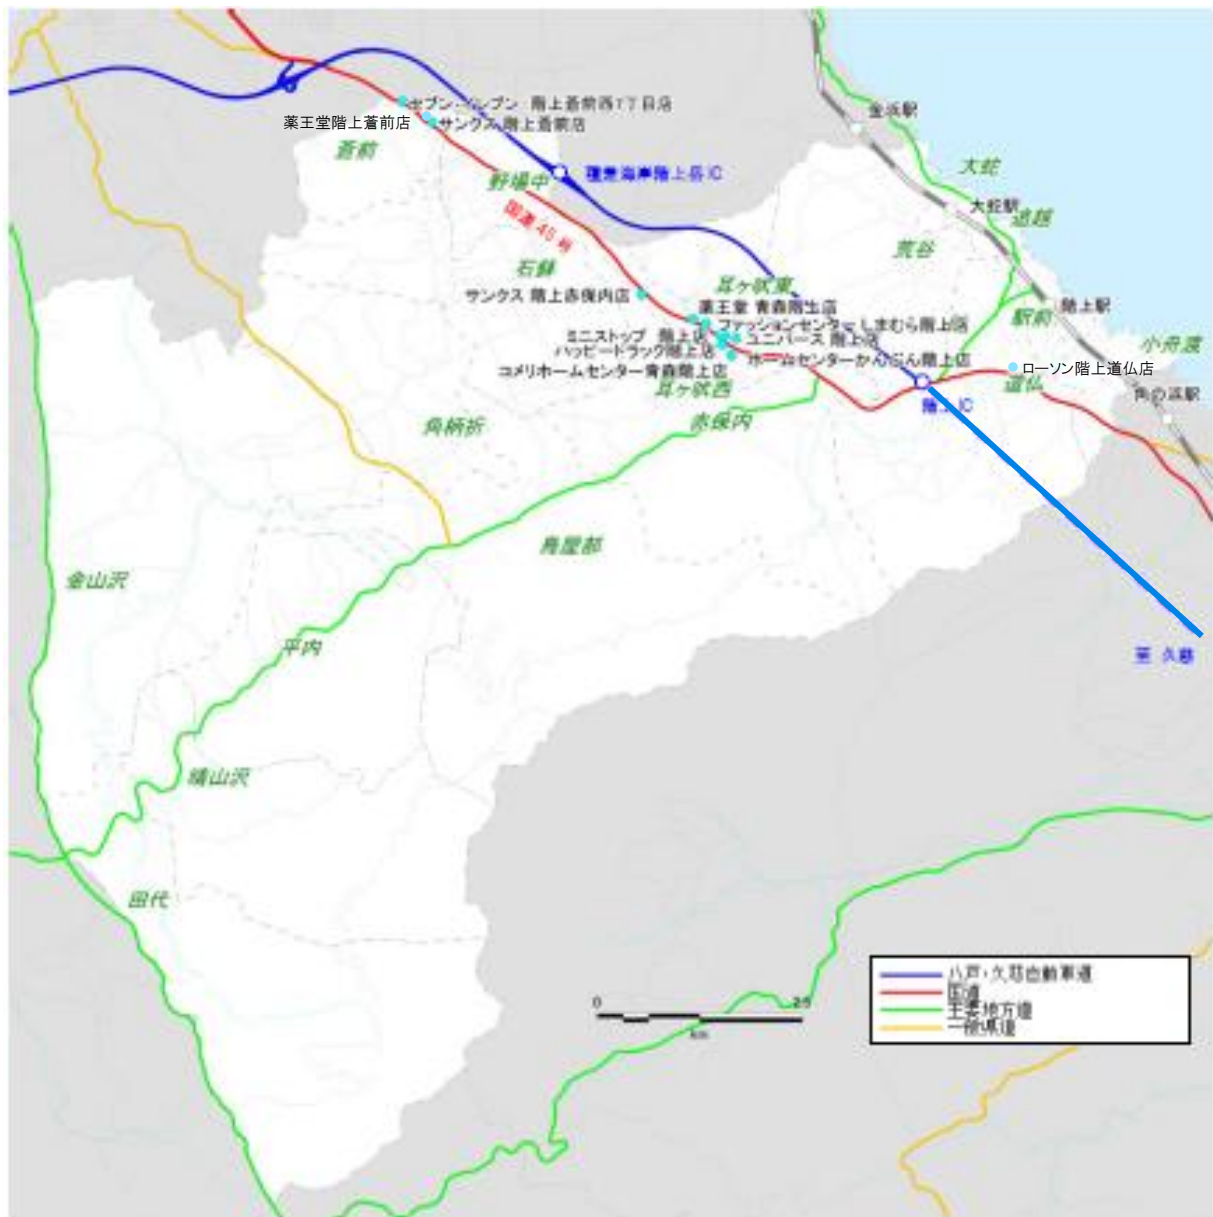 金浜駅
セブン-イレブン 階上蒼前西7丁目店
薬王堂階上蒼前店
サンクス 階上蒼前店
蒼前
大蛇
種差海岸階上岳IC
野場中
大蛇駅
追越
国道45号
荒谷
石鉢
耳ヶ吠東
サンクス 階上赤保内店
薬王堂 青森階上店
階上駅
駅前
ファッションセンターしまむら階上店
ミニストップ 階上店
ユニバース 階上店
小舟渡
ハッピードラッグ階上店
ホームセンターかんぶん階上店
ローソン階上道仏店
コメリホームセンター青森階上店
道仏
耳ヶ吠西
角の浜駅
階上IC
赤保内
角柄折
鳥屋部
金山沢
平内
至 久慈
晴山沢
田代
八戸・久慈自動車道
国道
主要地方道
一般県道
0
2.5
km